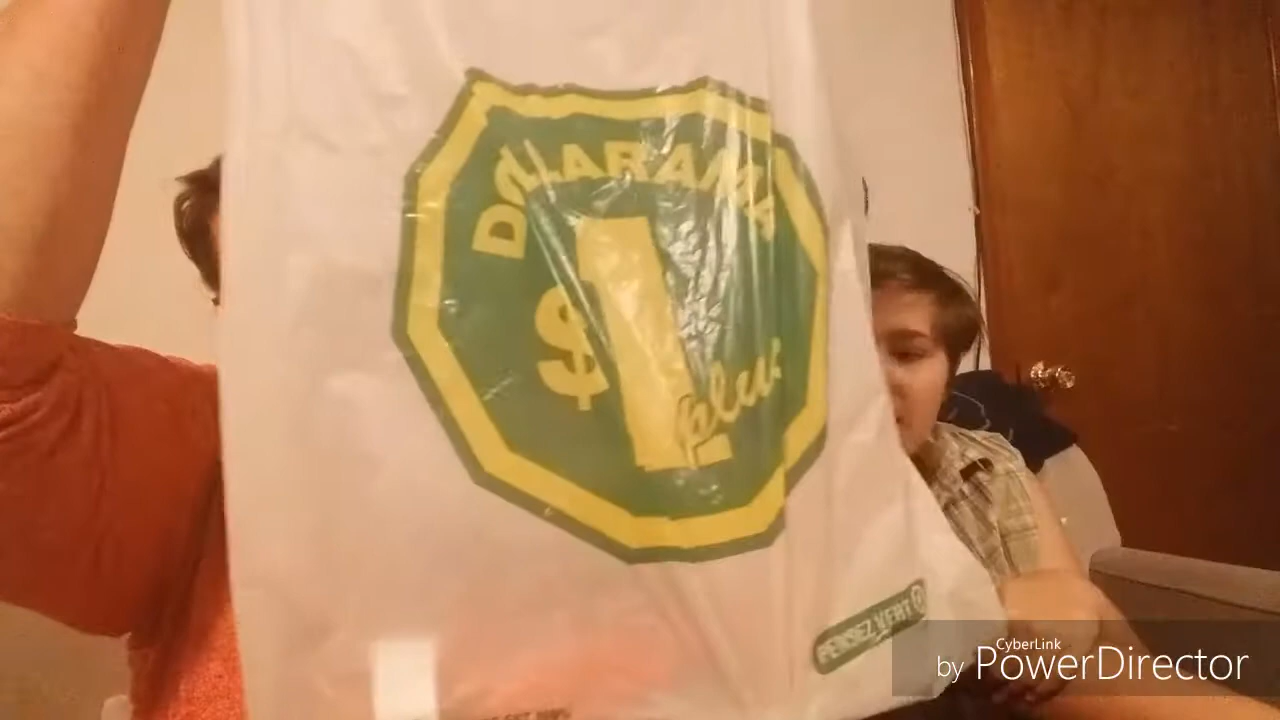 DOLLARAMA
$1
plus
PENSEZ VERT
CyberLink
by PowerDirector